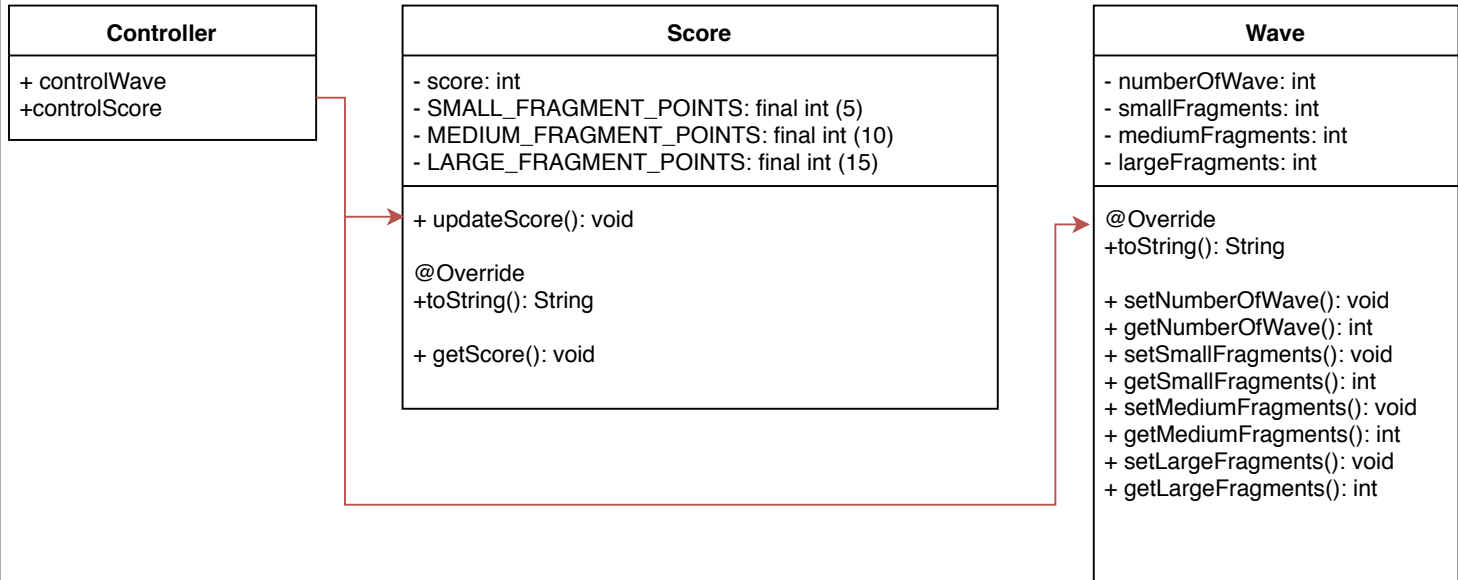 Controller
+ controlWave
+controlScore
Score
- score: int
- SMALL_FRAGMENT_POINTS: final int (5)
- MEDIUM_FRAGMENT_POINTS: final int (10)
- LARGE_FRAGMENT_POINTS: final int (15)
+ updateScore(): void
@Override
+toString(): String
+ getScore(): void
Wave
- numberOfWave: int
- smallFragments: int
- mediumFragments: int
- largeFragments: int
@Override
+toString(): String
+ setNumberOfWave(): void
+ getNumberOfWave(): int
+ setSmallFragments(): void
+ getSmallFragments(): int
+ setMediumFragments(): void
+ getMediumFragments(): int
+ setLargeFragments(): void
+ getLargeFragments(): int